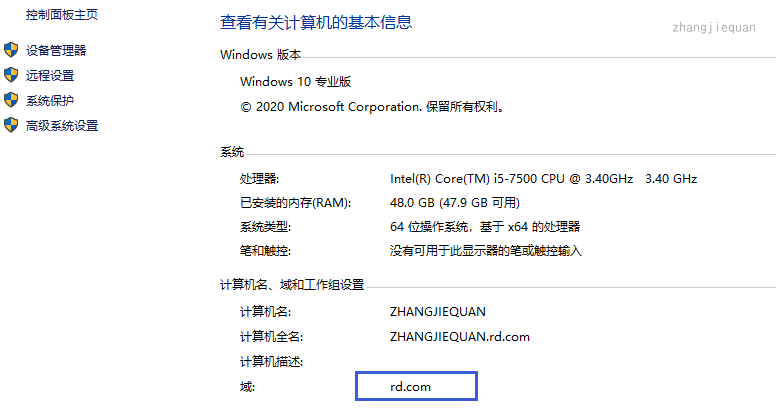 控制面板主页
设备管理器
远程设置
系统保护
高级系统设置
查看有关计算机的基本信息
zhangjiequan
Windows 版本
Windows 10 专业版
© 2020 Microsoft Corporation. 保留所有权利。
系统
处理器: Intel(R) Core(TM) i5-7500 CPU @ 3.40GHz 3.40 GHz
已安装的内存(RAM): 48.0 GB (47.9 GB 可用)
系统类型: 64 位操作系统，基于 x64 的处理器
笔和触控: 没有可用于此显示器的笔或触控输入
计算机名、域和工作组设置
计算机名: ZHANGJIEQUAN
计算机全名: ZHANGJIEQUAN.rd.com
计算机描述:
域: rd.com